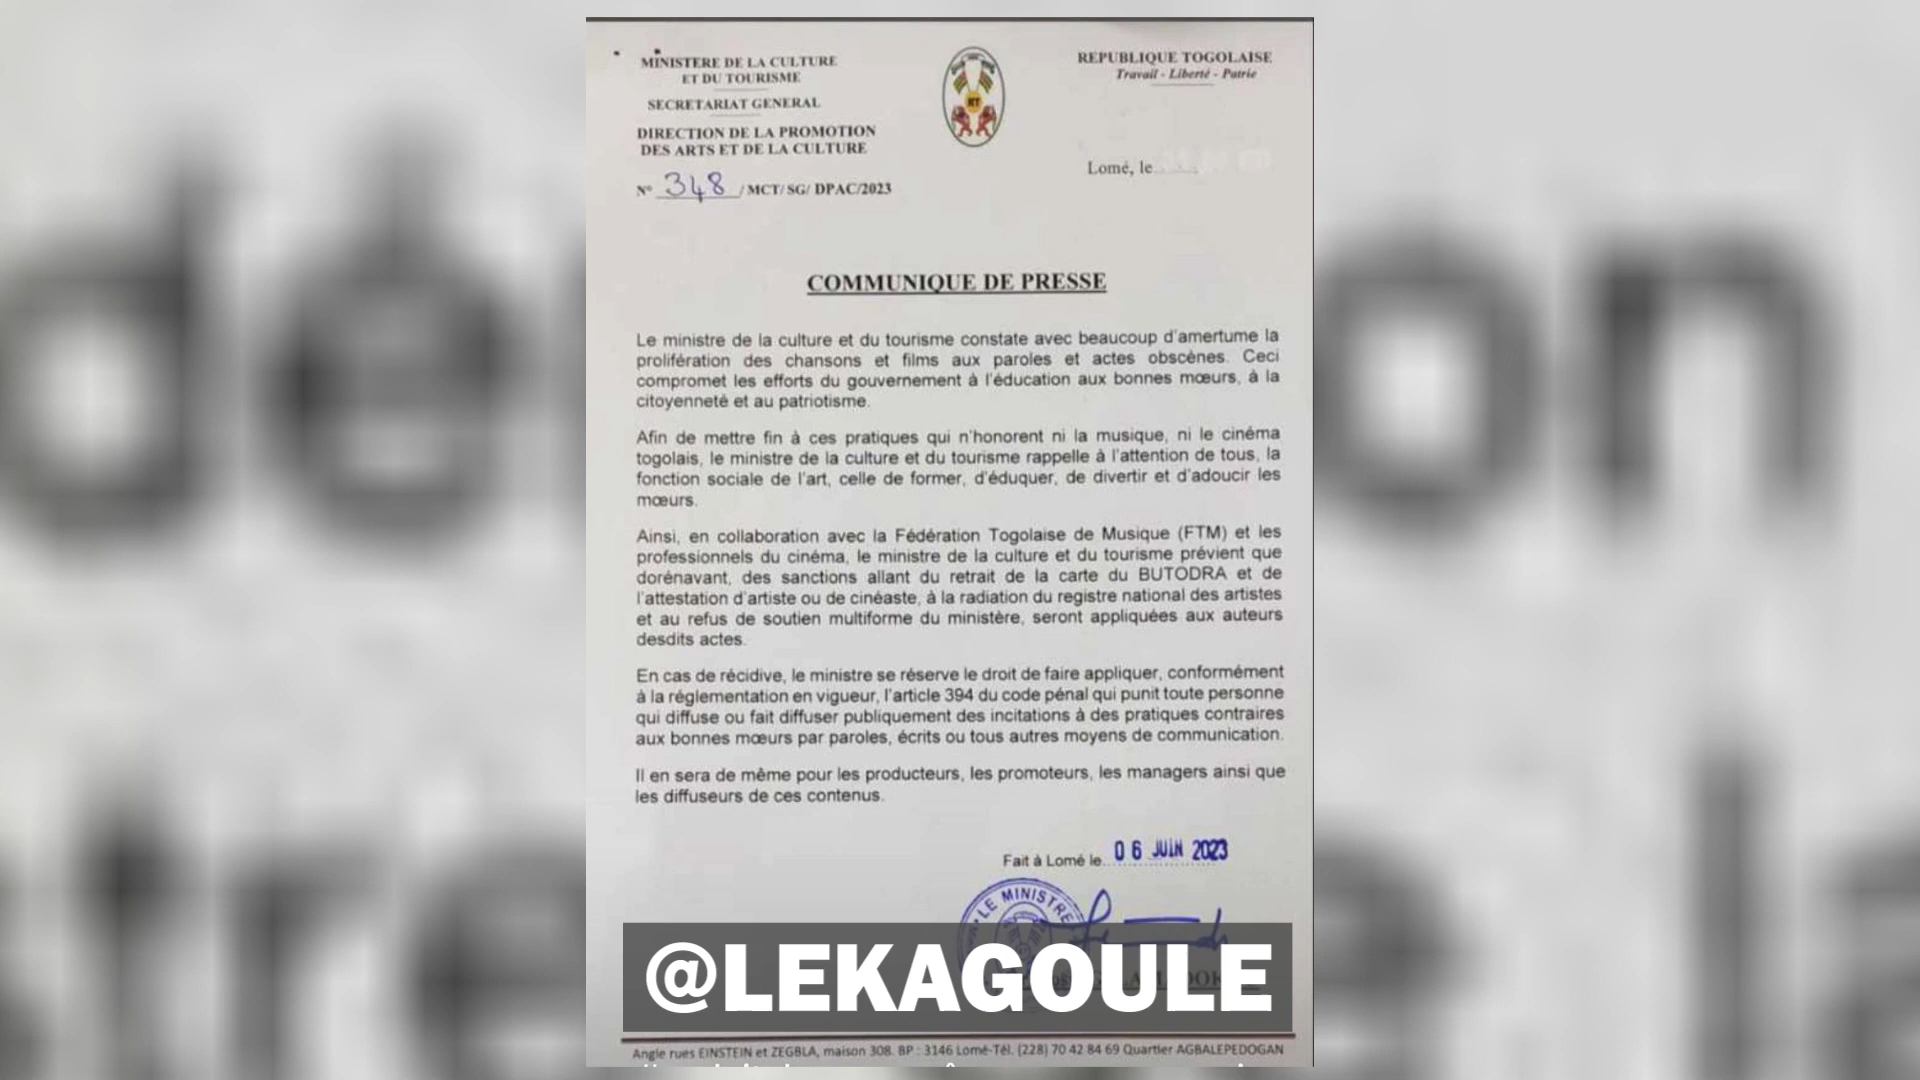 MINISTERE DE LA CULTURE
ET DU TOURISME
SECRETARIAT GENERAL
DIRECTION DE LA PROMOTION
DES ARTS ET DE LA CULTURE
N° 348 / MCT/ SG/ DPAC/2023
RT
REPUBLIQUE TOGOLAISE
Travail - Liberté - Patrie
Lomé, le
COMMUNIQUE DE PRESSE
Le ministre de la culture et du tourisme constate avec beaucoup d'amertume la
prolifération des chansons et films aux paroles et actes obscènes. Ceci
compromet les efforts du gouvernement à l'éducation aux bonnes mœurs, à la
citoyenneté et au patriotisme.
Afin de mettre fin à ces pratiques qui n'honorent ni la musique, ni le cinéma
togolais, le ministre de la culture et du tourisme rappelle à l'attention de tous, la
fonction sociale de l'art, celle de former, d'éduquer, de divertir et d'adoucir les
mœurs.
Ainsi, en collaboration avec la Fédération Togolaise de Musique (FTM) et les
professionnels du cinéma, le ministre de la culture et du tourisme prévient que
dorénavant, des sanctions allant du retrait de la carte du BUTODRA et de
l'attestation d'artiste ou de cinéaste, à la radiation du registre national des artistes
et au refus de soutien multiforme du ministère, seront appliquées aux auteurs
desdits actes.
En cas de récidive, le ministre se réserve le droit de faire appliquer, conformément
à la réglementation en vigueur, l'article 394 du code pénal qui punit toute personne
qui diffuse ou fait diffuser publiquement des incitations à des pratiques contraires
aux bonnes mœurs par paroles, écrits ou tous autres moyens de communication.
Il en sera de même pour les producteurs, les promoteurs, les managers ainsi que
les diffuseurs de ces contenus.
Fait à Lomé le 06 JUIN 2023
LE MINISTRE
@LEKAGOULE
Angle rues EINSTEIN et ZEGBLA, maison 308. BP : 3146 Lomé-Tél. (228) 70 42 84 69 Quartier AGBALEPEDOGAN